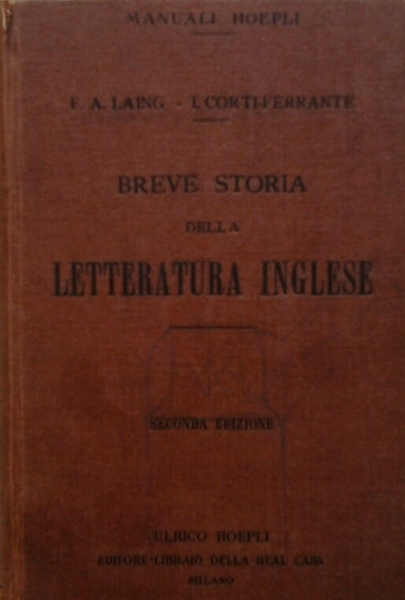 MANUALI HOEPLI
F. A. LAING - I. CORTI-FERRANTE
BREVE STORIA
DELLA
LETTERATURA INGLESE
SECONDA EDIZIONE
ULRICO HOEPLI
EDITORE-LIBRAIO DELLA REAL CASA
MILANO